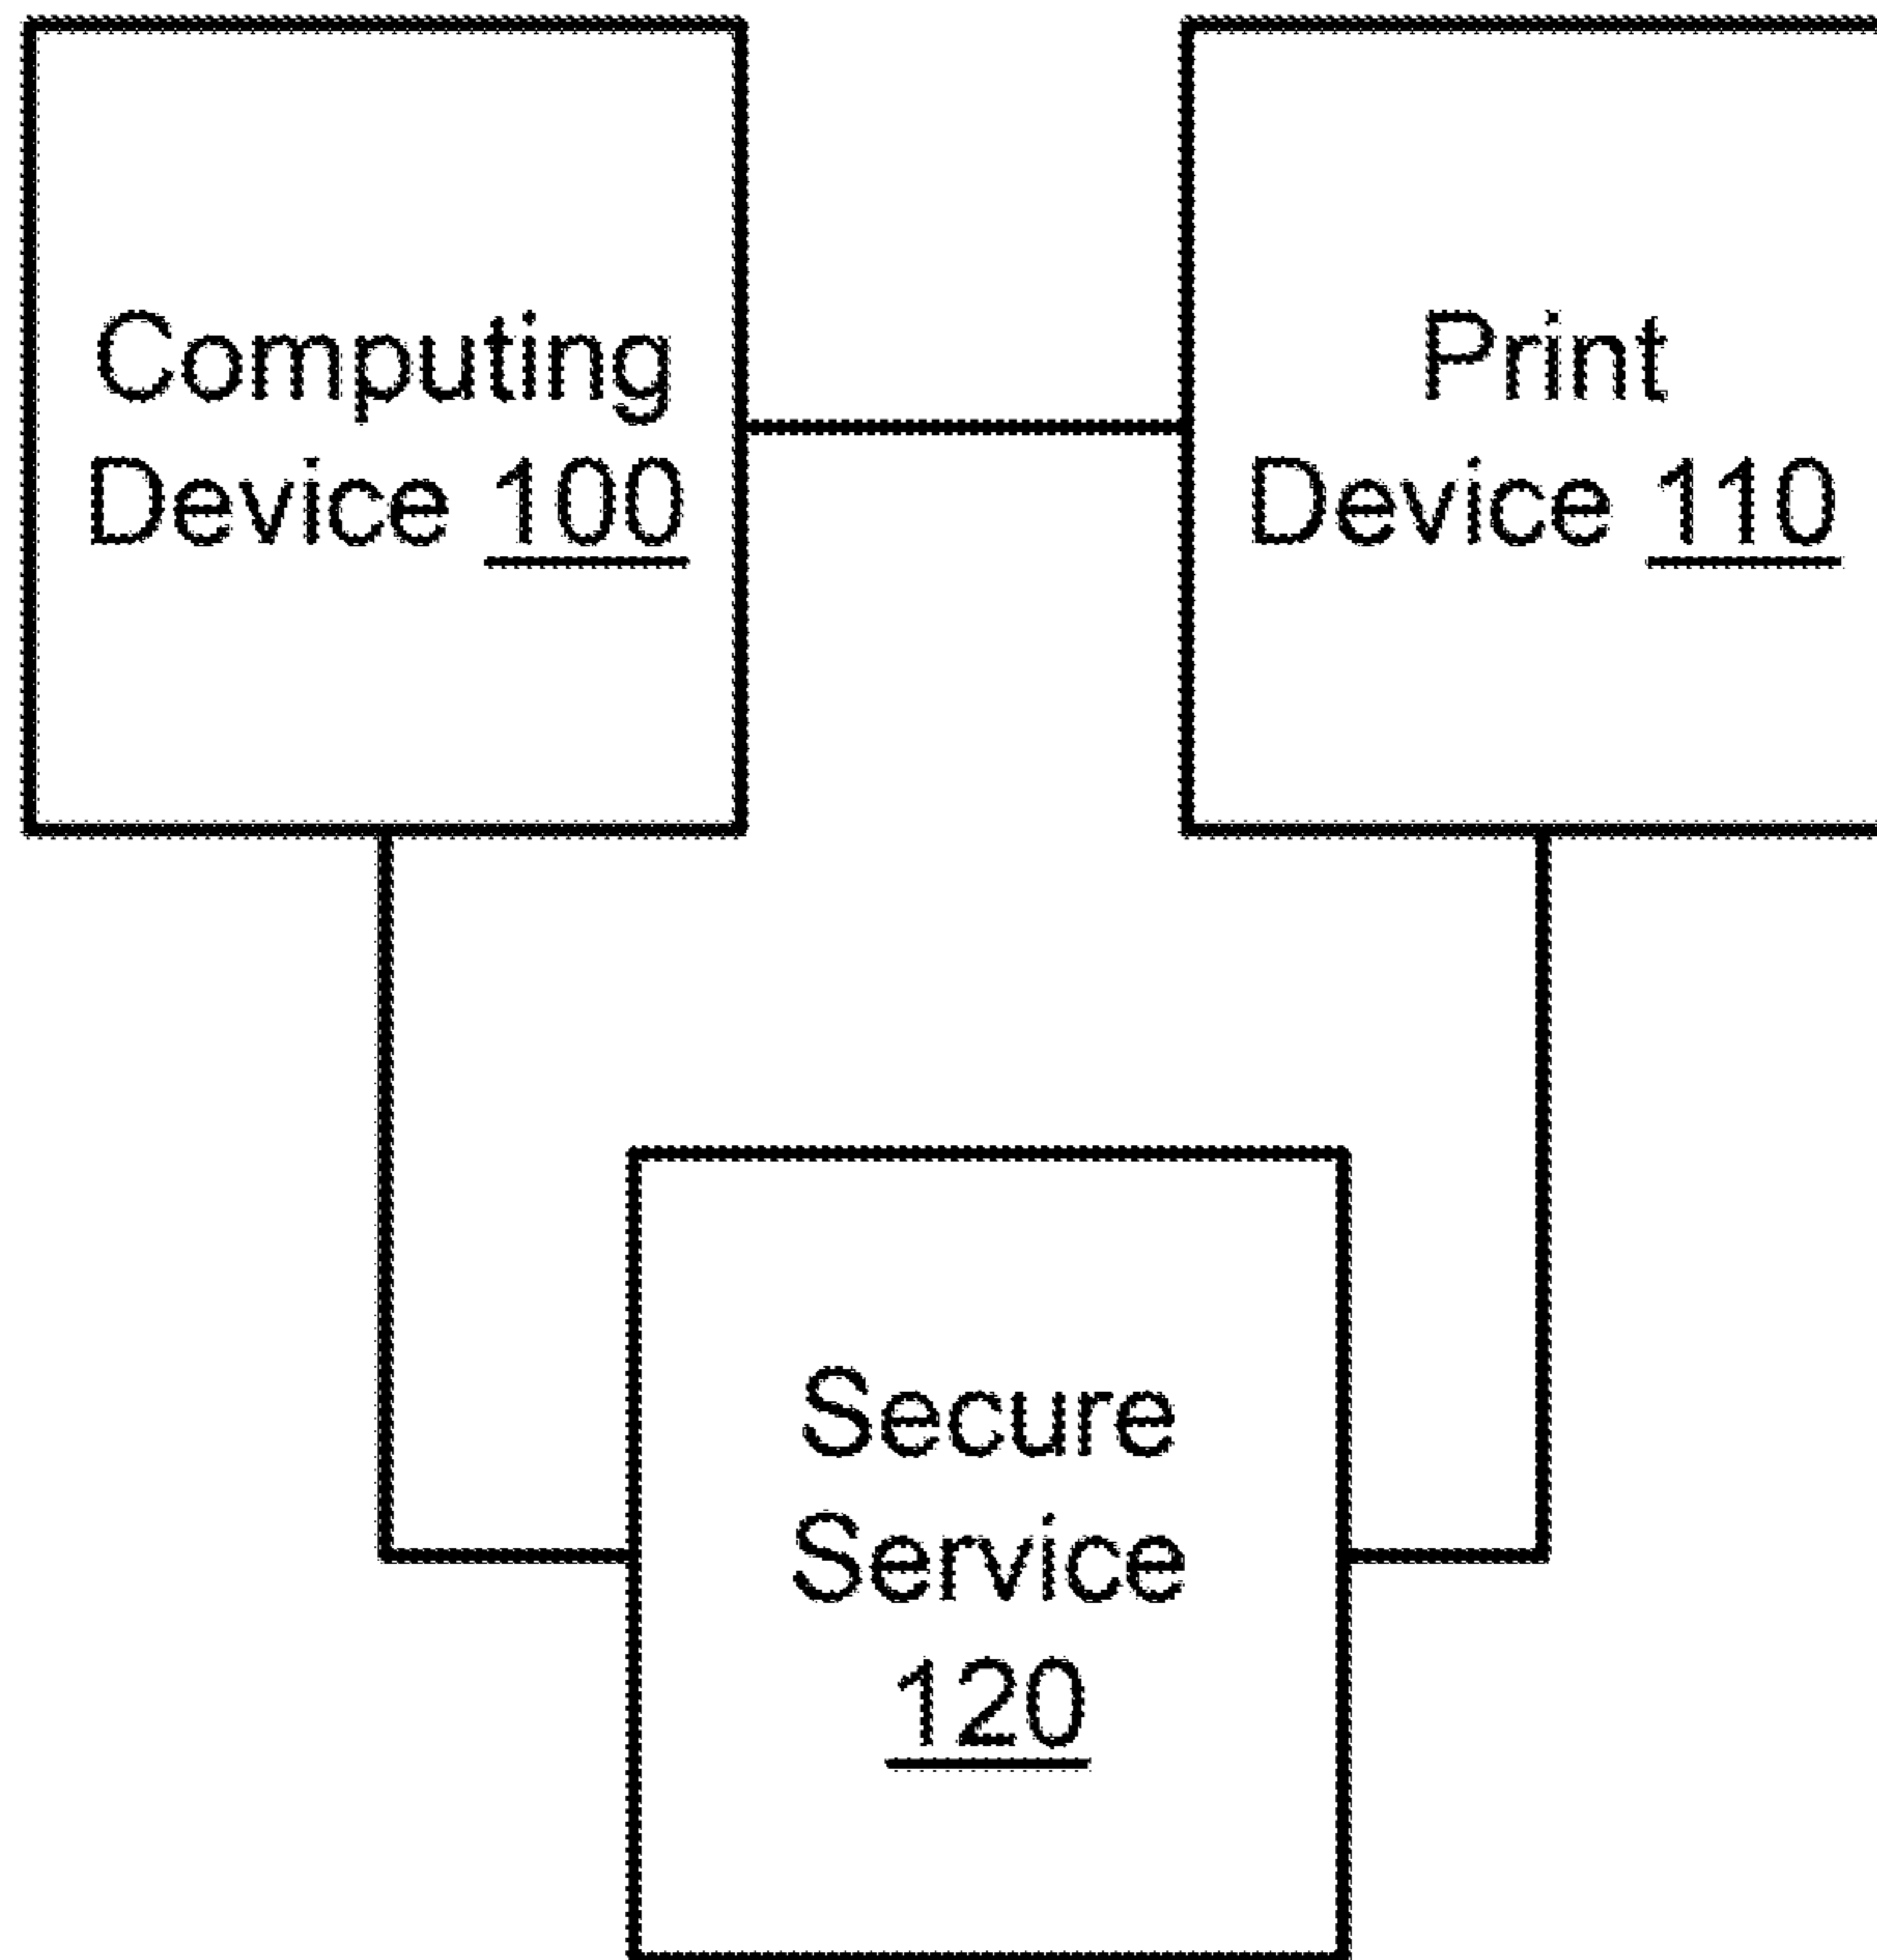 Computing
Device 100
Print
Device 110
Secure
Service
120